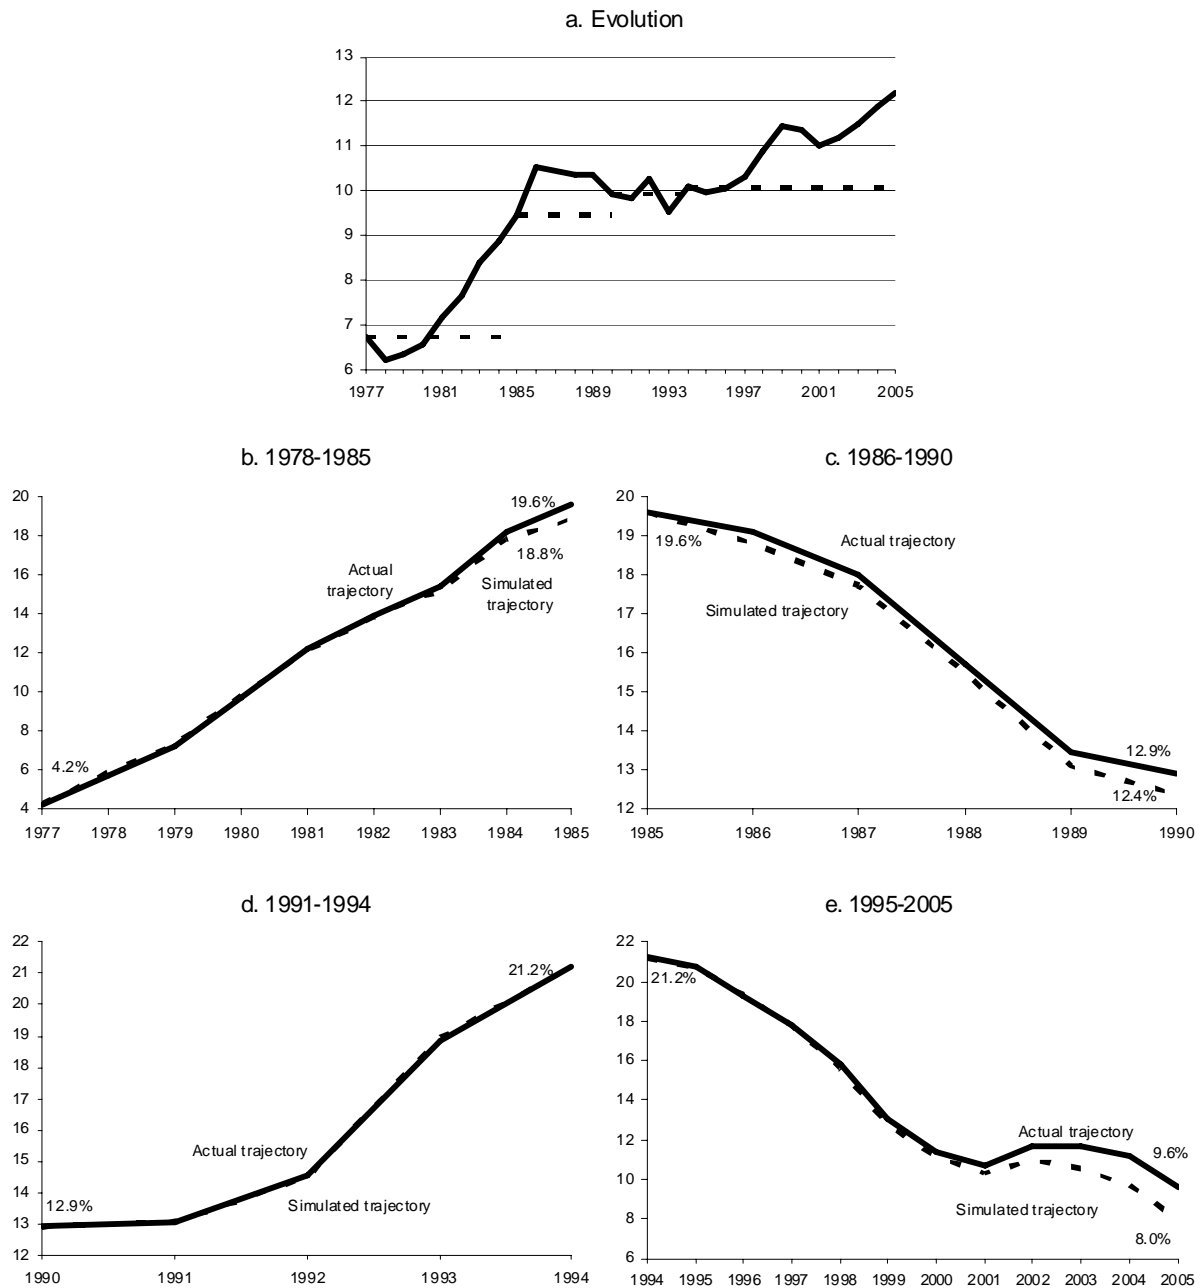 a. Evolution
13
12
11
10
9
8
7
6
1977 1981 1985 1989 1993 1997 2001 2005
b. 1978-1985
20
18
16
14
12
10
8
6
4
19.6%
18.8%
Actual
trajectory
Simulated
trajectory
4.2%
1977 1978 1979 1980 1981 1982 1983 1984 1985
c. 1986-1990
20
19
18
17
16
15
14
13
12
19.6%
Actual trajectory
Simulated trajectory
12.9%
12.4%
1985 1986 1987 1988 1989 1990
d. 1991-1994
22
21
20
19
18
17
16
15
14
13
12
21.2%
Actual trajectory
Simulated trajectory
12.9%
1990 1991 1992 1993 1994
e. 1995-2005
22
20
18
16
14
12
10
8
6
21.2%
Actual trajectory
9.6%
Simulated trajectory
8.0%
1994 1995 1996 1997 1998 1999 2000 2001 2002 2003 2004 2005